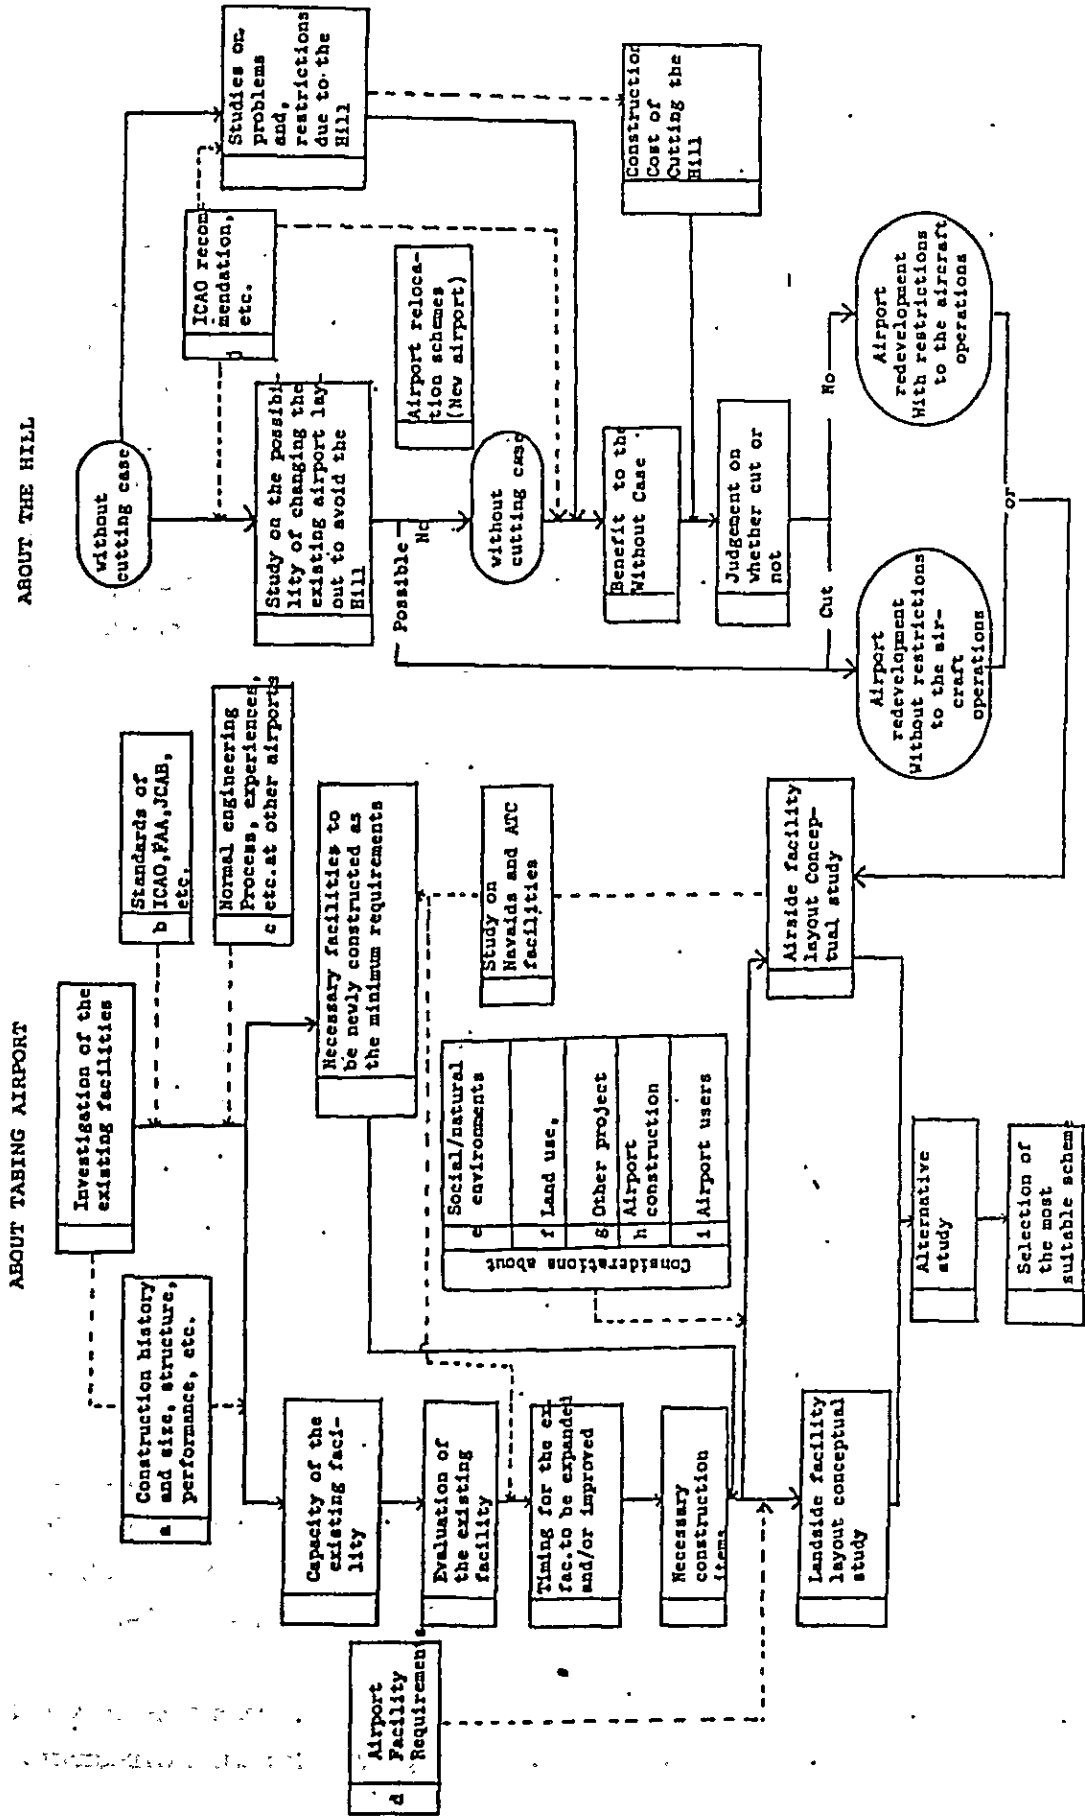 ABOUT TABING AIRPORT
Investigation of the
existing facilities
a
Construction history
and size, structure,
performance, etc.
b
Standards of
ICAO,FAA,JCAB,
etc.
c
Normal engineering
Process, experiences,
etc.at other airports
Capacity of the
existing faci-
lity
Necessary facilities to
be newly constructed as
the minimum requirements
d
Airport
Facility
Requirements
Evaluation of
the existing
facility
Timing for the ex
fac.to be expanded
and/or improved
Necessary
construction
items
Considerations about
e
Social/natural
environments
f
Land use,
g
Other project
h
Airport
construction
i
Airport users
Study on
Navaids and ATC
facilities
Landside facility
layout conceptual
study
Airside facility
layout Concep-
tual study
Alternative
study
Selection of
the most
suitable scheme
ABOUT THE HILL
without
cutting case
ICAO recom
mendation,
etc.
Studies on
problems
and,
restrictions
due to the
Hill
Study on the possibi
lity of changing the
existing airport lay-
out to avoid the
Hill
Possible
No
Airport reloca-
tion schemes
(New airport)
without
cutting case
Benefit to the
Without Case
Construction
Cost of
Cutting the
Hill
Judgement on
whether cut or
not
Cut
No
Airport
redevelopment
Without restrictions
to the air-
craft
operations
Airport
redevelopment
With restrictions
to the aircraft
operations
or